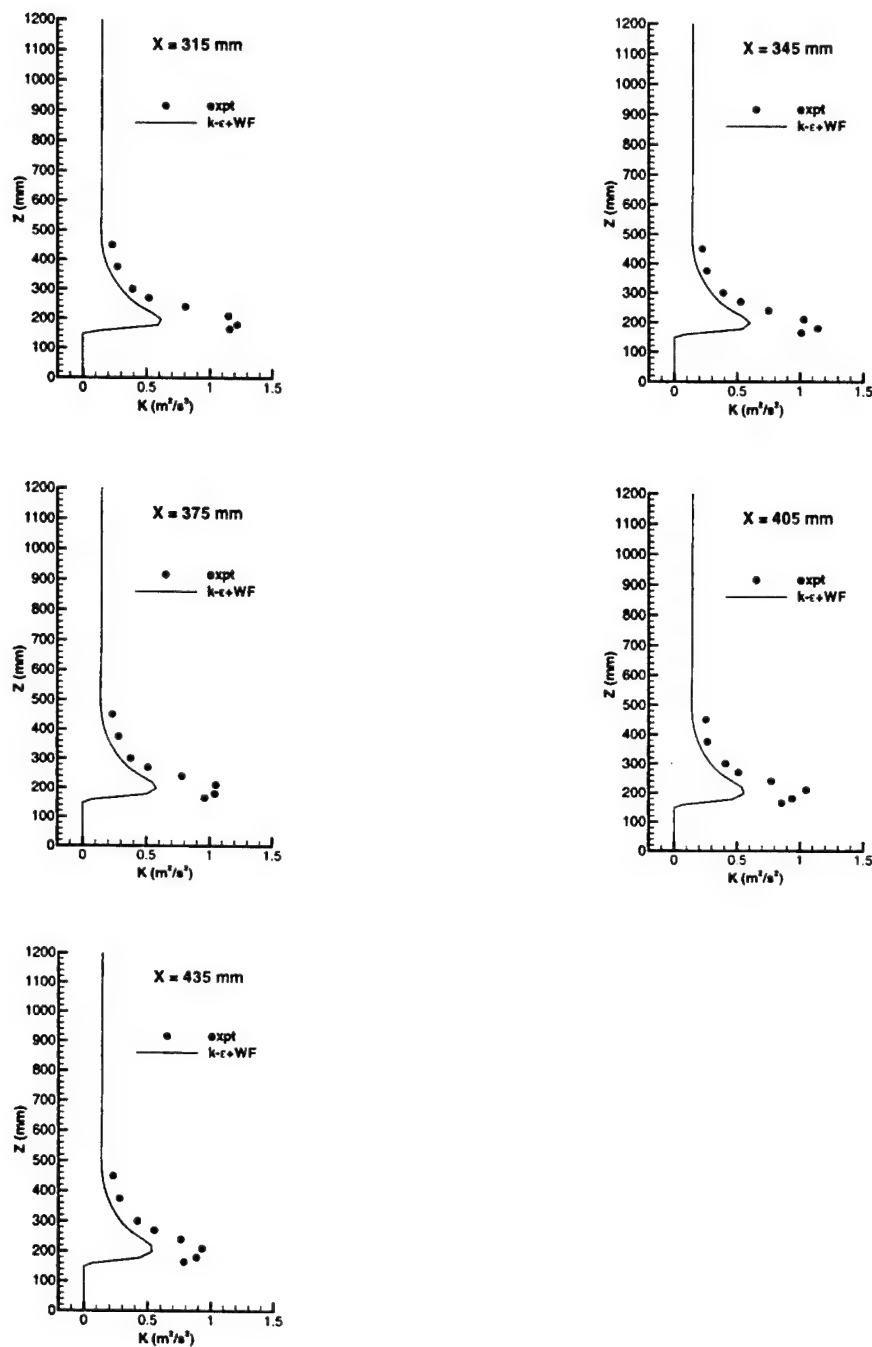 X = 315 mm
expt
k-ε+WF
Z (mm)
1200
1100
1000
900
800
700
600
500
400
300
200
100
0
0 0.5 1 1.5
K (m²/s³)
X = 345 mm
expt
k-ε+WF
Z (mm)
1200
1100
1000
900
800
700
600
500
400
300
200
100
0
0 0.5 1 1.5
K (m²/s²)
X = 375 mm
expt
k-ε+WF
Z (mm)
1200
1100
1000
900
800
700
600
500
400
300
200
100
0
0 0.5 1 1.5
K (m²/s²)
X = 405 mm
expt
k-ε+WF
Z (mm)
1200
1100
1000
900
800
700
600
500
400
300
200
100
0
0 0.5 1 1.5
K (m²/s²)
X = 435 mm
expt
k-ε+WF
Z (mm)
1200
1100
1000
900
800
700
600
500
400
300
200
100
0
0 0.5 1 1.5
K (m²/s²)